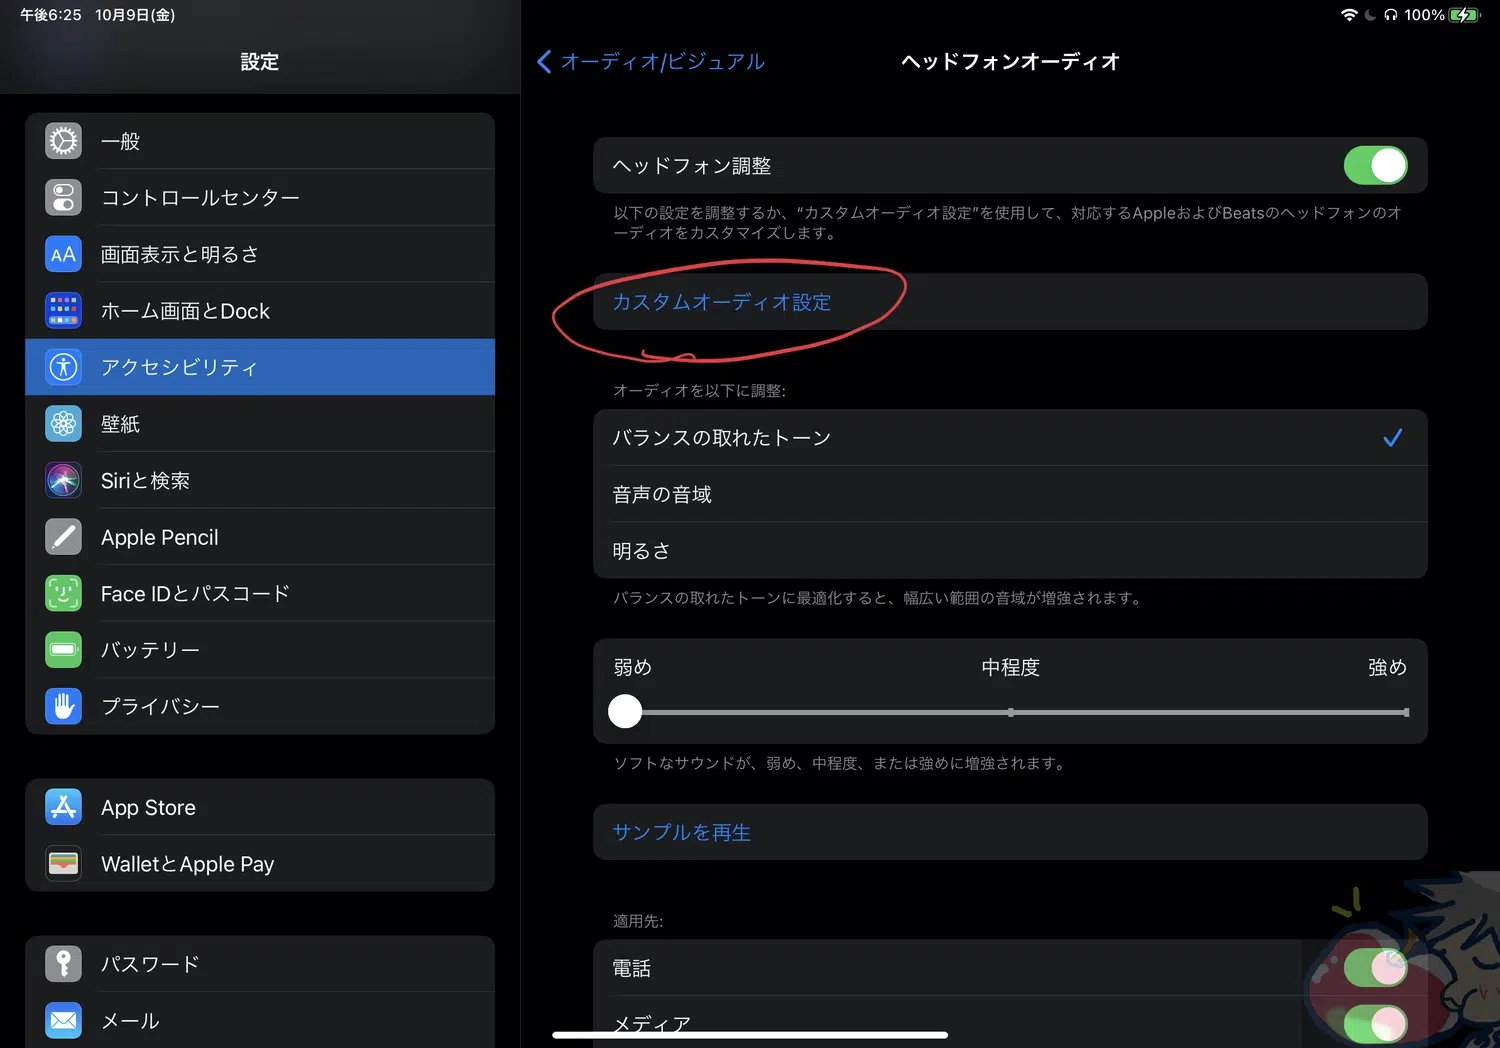 午後6:25 10月9日(金)
100%
設定
一般
コントロールセンター
AA 画面表示と明るさ
ホーム画面とDock
アクセシビリティ
壁紙
Siriと検索
Apple Pencil
Face IDとパスコード
バッテリー
プライバシー
App Store
WalletとApple Pay
パスワード
メール
オーディオ/ビジュアル
ヘッドフォンオーディオ
ヘッドフォン調整
以下の設定を調整するか、“カスタムオーディオ設定”を使用して、対応するAppleおよびBeatsのヘッドフォンのオ
ーディオをカスタマイズします。
カスタムオーディオ設定
オーディオを以下に調整:
バランスの取れたトーン
音声の音域
明るさ
バランスの取れたトーンに最適化すると、幅広い範囲の音域が増強されます。
弱め 中程度 強め
ソフトなサウンドが、弱め、中程度、または強めに増強されます。
サンプルを再生
適用先:
電話
メディア